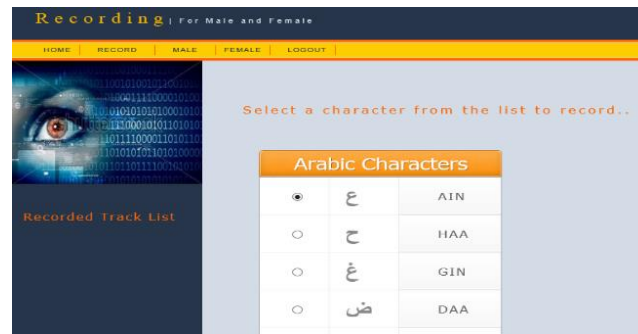 Recording | For Male and Female
HOME | RECORD | MALE | FEMALE | LOGOUT |
Select a character from the list to record..
Arabic Characters
ع AIN
Recorded Track List
ح HAA
غ GIN
ض DAA